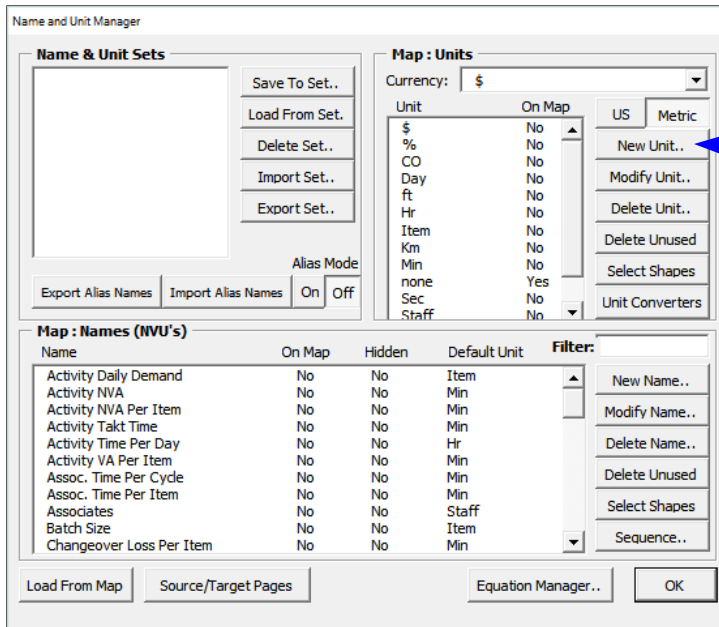 Name and Unit Manager
Name & Unit Sets
Save To Set..
Load From Set.
Delete Set..
Import Set..
Export Set..
Alias Mode
Export Alias Names Import Alias Names On Off
Map : Units
Currency: $
Unit On Map
$ No
% No
CO No
Day No
ft No
Hr No
Item No
Km No
Min No
none Yes
Sec No
Staff No
US Metric
New Unit..
Modify Unit..
Delete Unit..
Delete Unused
Select Shapes
Unit Converters
Map : Names (NVU's)
Filter:
Name On Map Hidden Default Unit
Activity Daily Demand No No Item
Activity NVA No No Min
Activity NVA Per Item No No Min
Activity Takt Time No No Min
Activity Time Per Day No No Hr
Activity VA Per Item No No Min
Assoc. Time Per Cycle No No Min
Assoc. Time Per Item No No Min
Associates No No Staff
Batch Size No No Item
Changeover Loss Per Item No No Min
New Name..
Modify Name..
Delete Name..
Delete Unused
Select Shapes
Sequence..
Load From Map Source/Target Pages Equation Manager.. OK